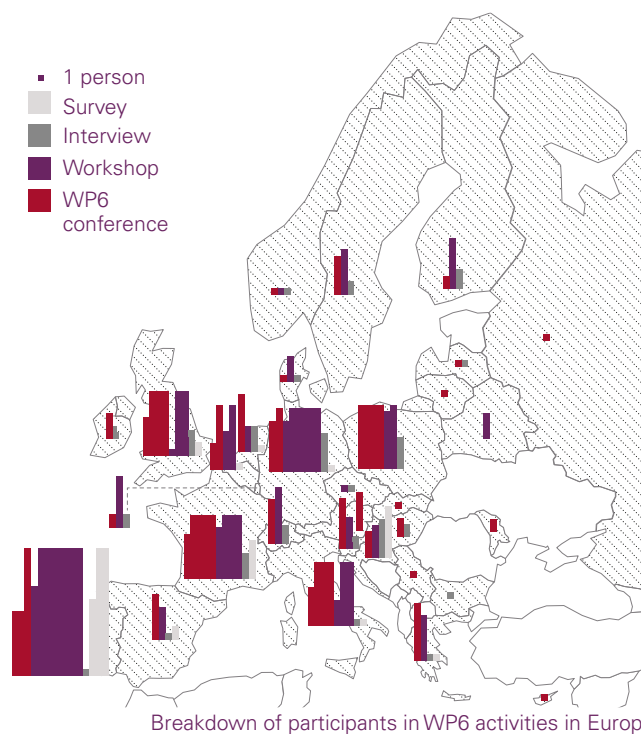 1 person
Survey
Interview
Workshop
WP6
conference
Breakdown of participants in WP6 activities in Europ